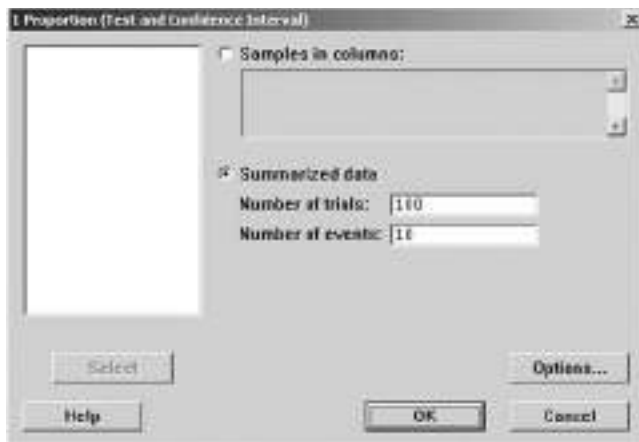 1 Proportion (Test and Confidence Interval)
Samples in columns:
Summarized data
Number of trials: 100
Number of events: 10
Select
Options...
Help
OK
Cancel